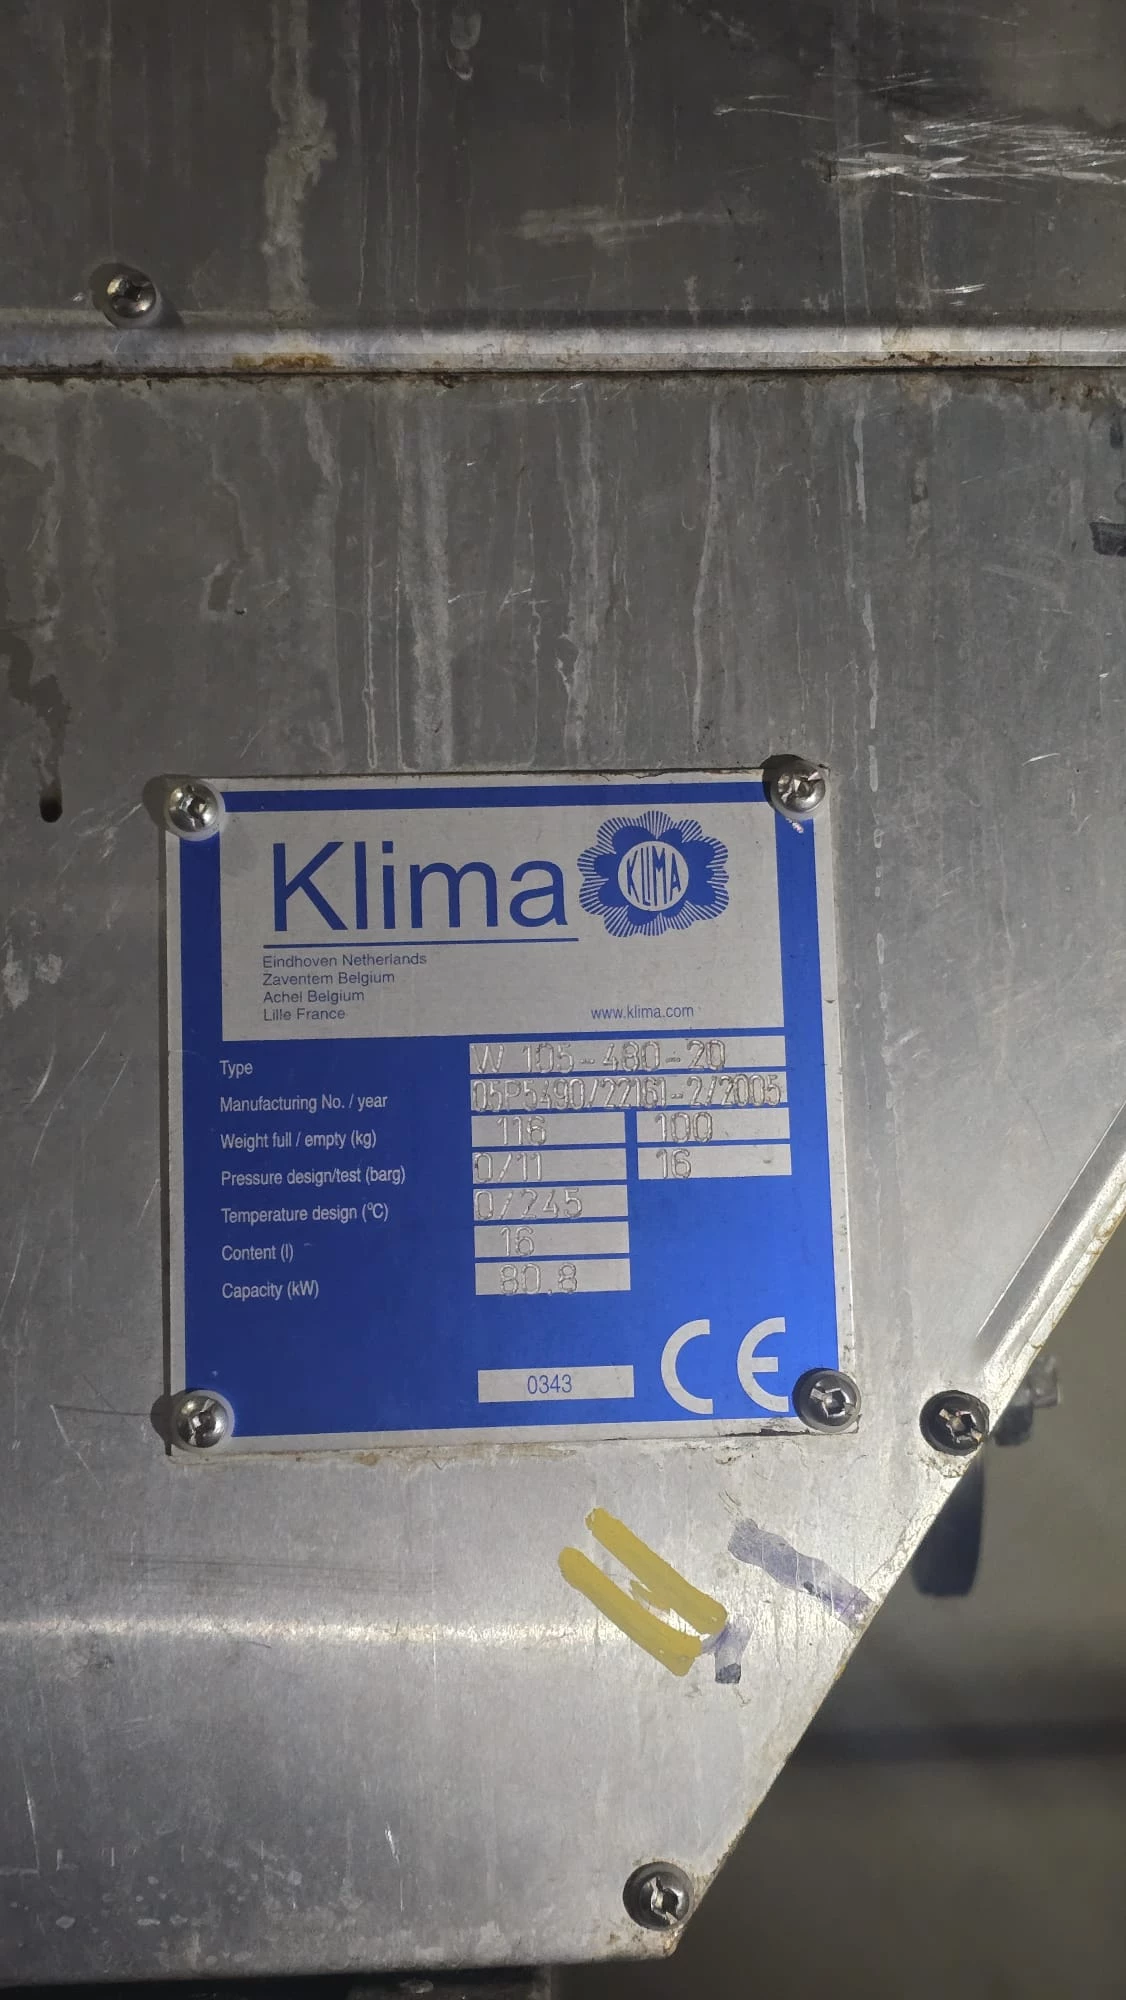 Klima KLIMA
Eindhoven Netherlands
Zaventem Belgium
Achel Belgium
Lille France www.klima.com
Type W 105-480-20
Manufacturing No. / year 05P5490/22161-2/2005
Weight full / empty (kg) 116 100
Pressure design/test (barg) 0/11 16
Temperature design (°C) 0/245
Content (l) 16
Capacity (kW) 80.8
0343 CE